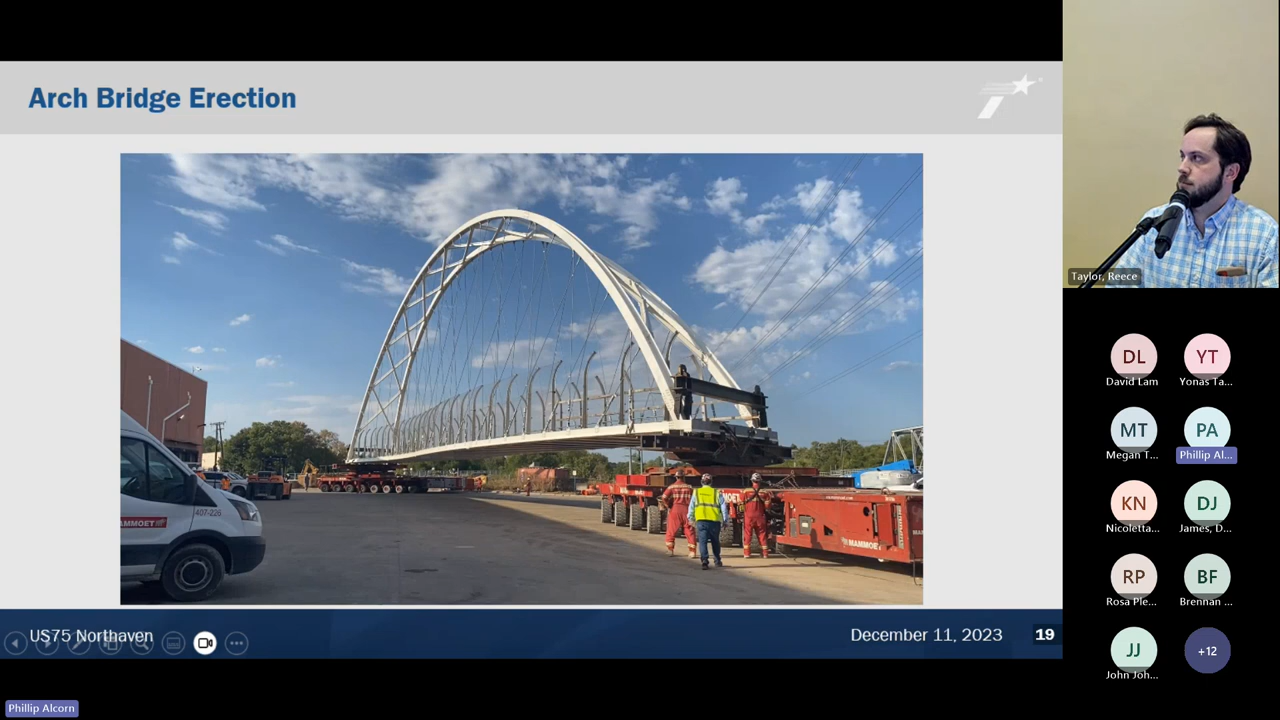 Arch Bridge Erection
AMMOET
407-226
MAMMOET
US75 Northaven
December 11, 2023
19
Taylor, Reece
DL
YT
David Lam
Yonas Ta...
MT
PA
Megan T...
Phillip Al...
KN
DJ
Nicoletta...
James, D...
RP
BF
Rosa Ple...
Brennan ...
JJ
+12
John Joh...
Phillip Alcorn